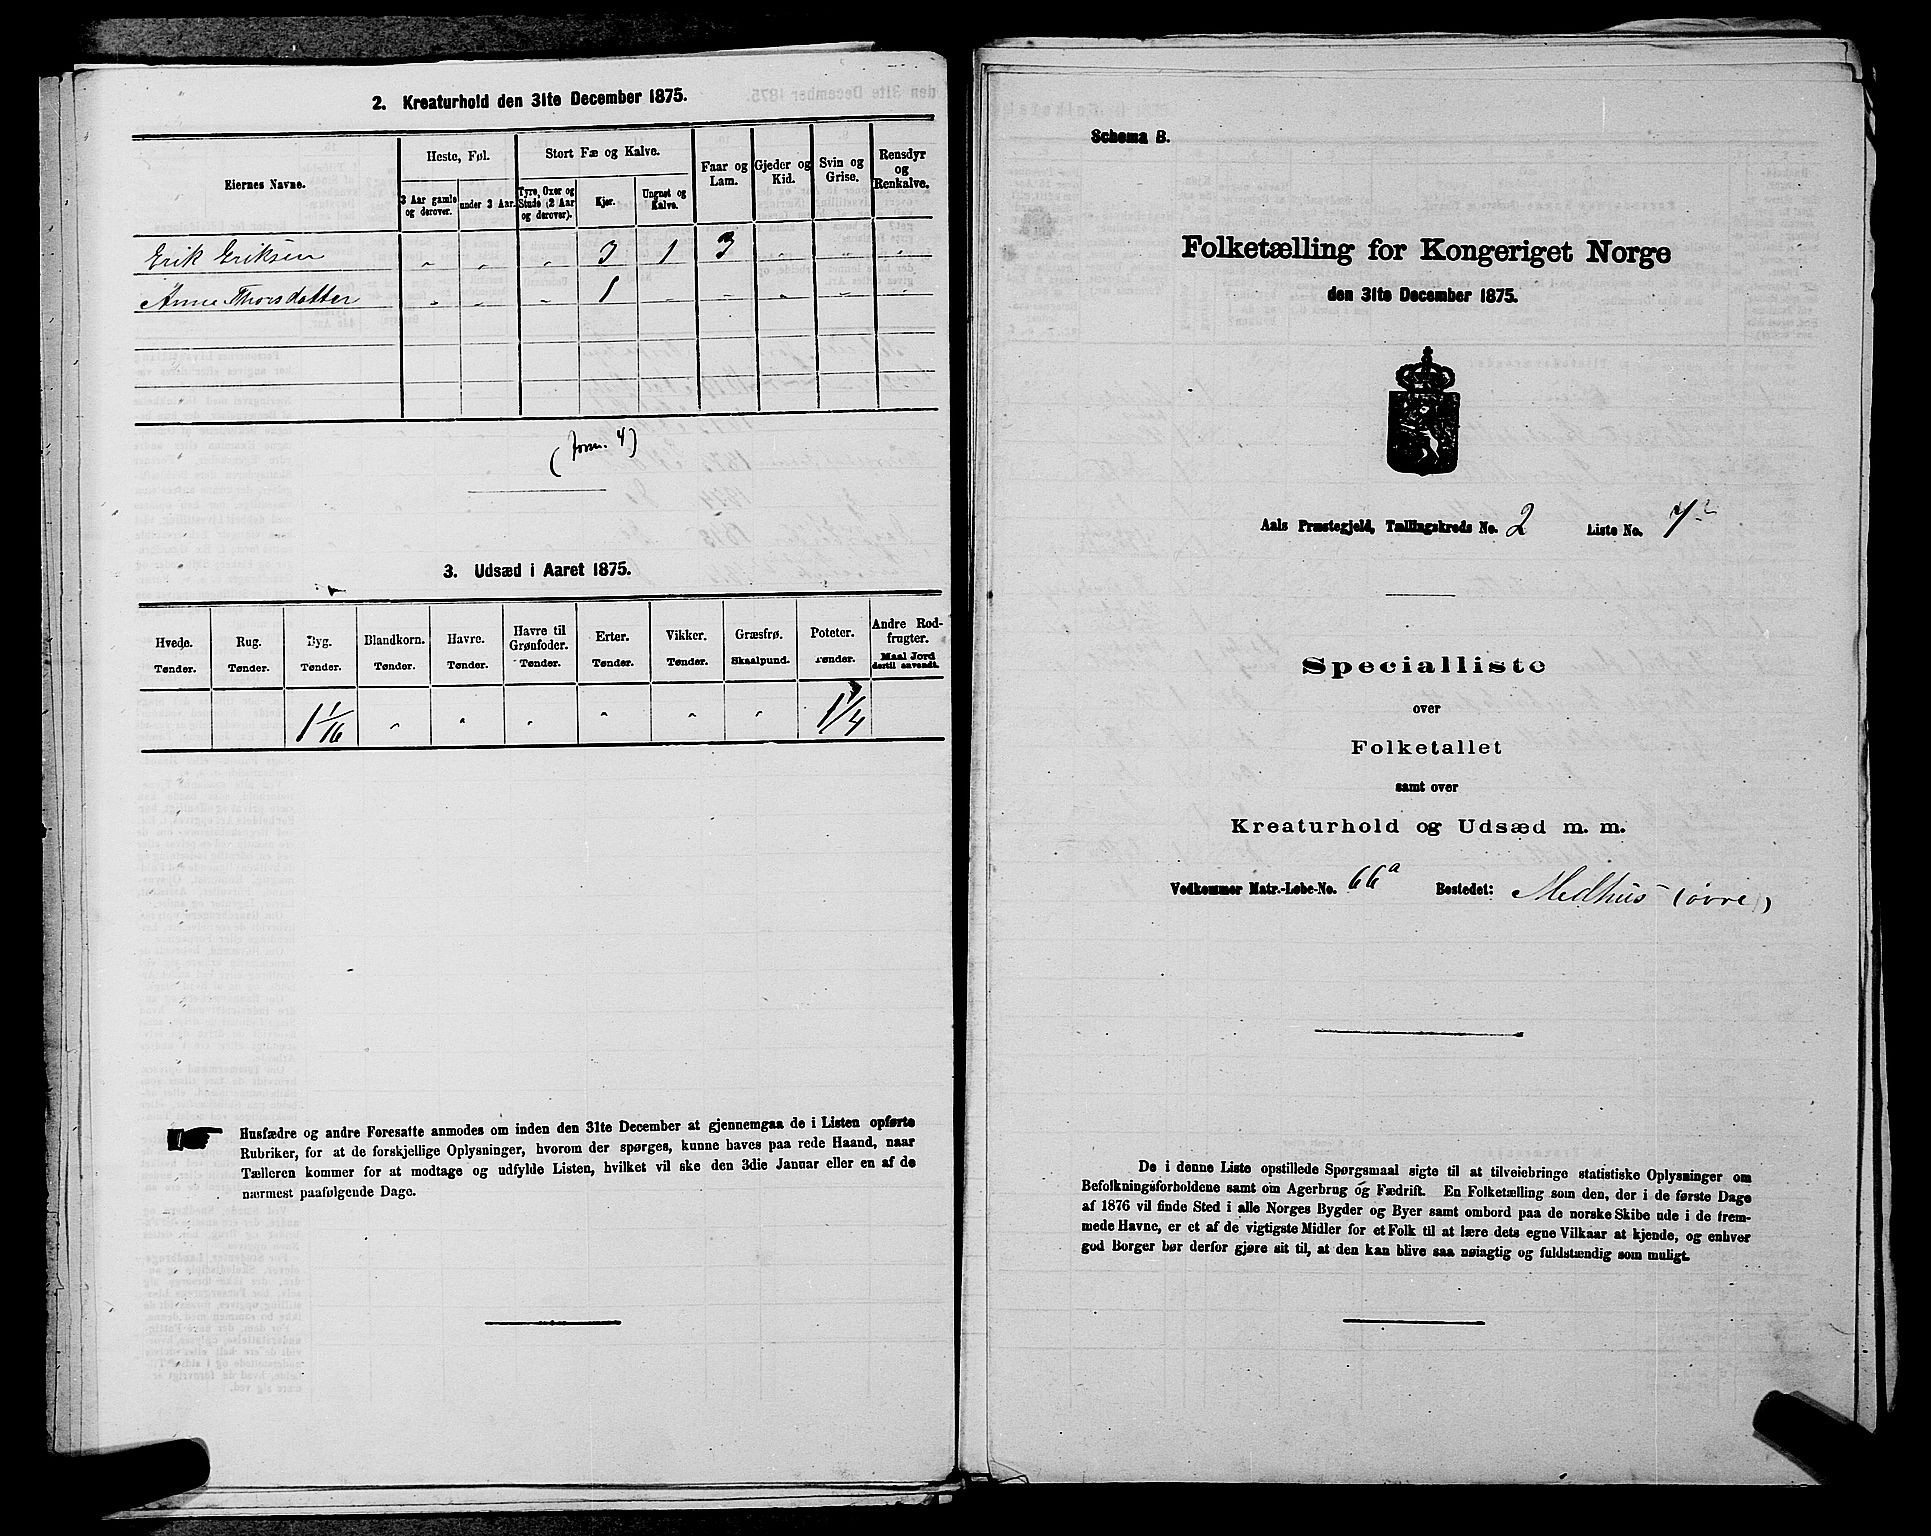 2. Kreaturhold den 31te December 1875.
Eiernes Navne.
Heste, Føl.
3 Aar gamle og derover.
under 3 Aar.
Stort Fæ og Kalve.
Tyre, Oxer og Stude (2 Aar og derover).
Kjør.
Ungnøt og Kalve.
Faar og Lam.
Gjeder og Kid.
Svin og Grise.
Rensdyr og Renkalve.
Erik Eriksen " " " 3 1 3 " " "
Anne Thorsdatter " " " 1 " " "
3. Udsæd i Aaret 1875.
Hvede. Tønder.
Rug. Tønder.
Byg. Tønder.
Blandkorn. Tønder.
Havre. Tønder.
Havre til Grønfoder. Tønder.
Erter. Tønder.
Vikker. Tønder.
Græsfrø. Skaalpund.
Poteter. Tønder.
Andre Rodfrugter. Maal Jord dertil anvendt.
1 1/16 " " " " " " 1 1/4
Husfædre og andre Foresatte anmodes om inden den 31te December at gjennemgaa de i Listen opførte
Rubriker, for at de forskjellige Oplysninger, hvorom der spørges, kunne haves paa rede Haand, naar
Tælleren kommer for at modtage og udfylde Listen, hvilket vil ske den 3die Januar eller en af de
nærmest paafølgende Dage.
Schema B.
Folketælling for Kongeriget Norge
den 31te December 1875.
Aals Præstegjeld, Tællingskreds No. 2 Liste No. 7
Specialliste
over
Folketallet
samt over
Kreaturhold og Udsæd m. m.
Vedkommer Matr.-Løbe-No. 66a Bostedet: Medhus (øvre)
De i denne Liste opstillede Spørgsmaal sigte til at tilveiebringe statistiske Oplysninger om
Befolkningsforholdene samt om Agerbrug og Fædrift. En Folketælling som den, der i de første Dage
af 1876 vil finde Sted i alle Norges Bygder og Byer samt ombord paa de norske Skibe ude i de frem-
mede Havne, er et af de vigtigste Midler for et Folk til at lære dets egne Vilkaar at kjende, og enhver
god Borger bør derfor gjøre sit til, at den kan blive saa nøiagtig og fuldstændig som muligt.